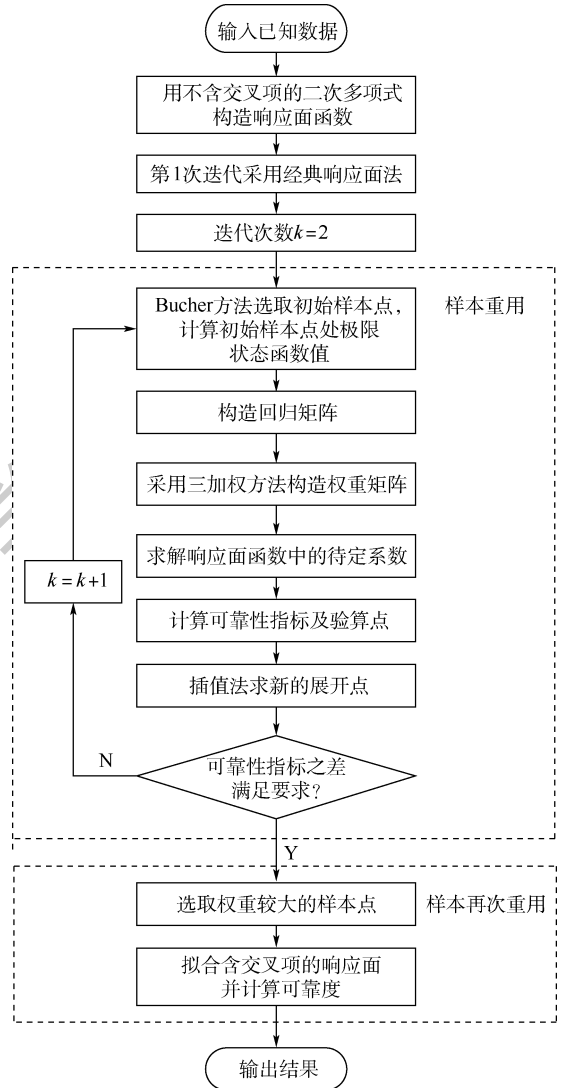 输入已知数据
用不含交叉项的二次多项式
构造响应面函数
第1次迭代采用经典响应面法
迭代次数k=2
Bucher方法选取初始样本点，
计算初始样本点处极限
状态函数值
样本重用
构造回归矩阵
采用三加权方法构造权重矩阵
求解响应面函数中的待定系数
k=k+1
计算可靠性指标及验算点
插值法求新的展开点
N
可靠性指标之差
满足要求?
Y
选取权重较大的样本点
样本再次重用
拟合含交叉项的响应面
并计算可靠度
输出结果